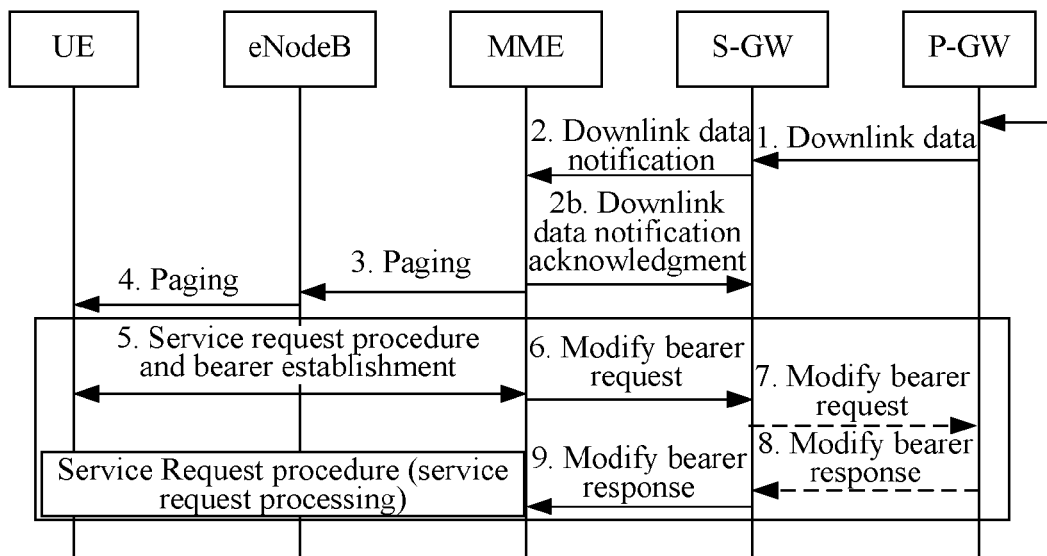 UE
eNodeB
MME
S-GW
P-GW
2. Downlink data
notification
1. Downlink data
2b. Downlink
data notification
acknowledgment
3. Paging
4. Paging
5. Service request procedure
and bearer establishment
6. Modify bearer
request
7. Modify bearer
request
8. Modify bearer
response
9. Modify bearer
response
Service Request procedure (service
request processing)